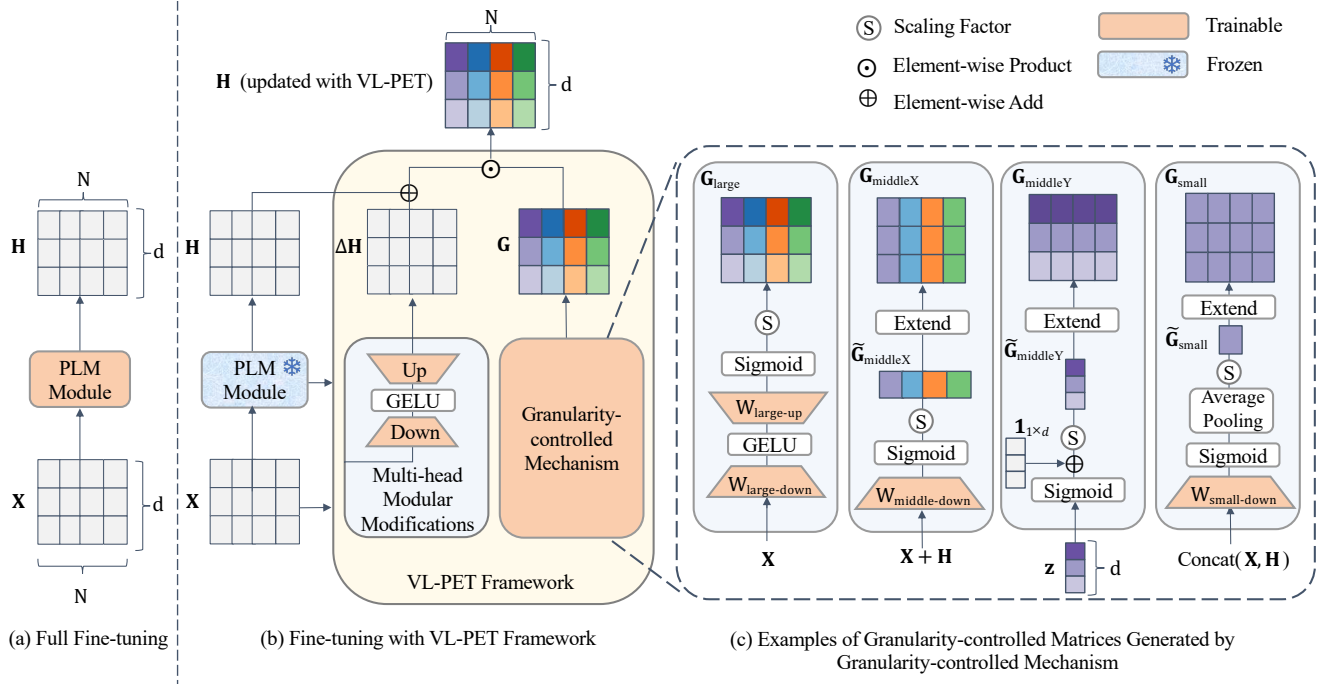 N
H
d
PLM
Module
X
d
N
(a) Full Fine-tuning
N
H (updated with VL-PET)
d
H
ΔH
G
PLM
Module
Up
GELU
Down
Multi-head
Modular
Modifications
Granularity-
controlled
Mechanism
X
VL-PET Framework
(b) Fine-tuning with VL-PET Framework
S Scaling Factor
Element-wise Product
Element-wise Add
Trainable
Frozen
G_large
S
Sigmoid
W_large-up
GELU
W_large-down
X
G_middleX
Extend
G̃_middleX
S
Sigmoid
W_middle-down
X + H
G_middleY
Extend
G̃_middleY
S
1_1×d
Sigmoid
z
d
G_small
Extend
G̃_small
S
Average
Pooling
Sigmoid
W_small-down
Concat(X, H)
(c) Examples of Granularity-controlled Matrices Generated by
Granularity-controlled Mechanism